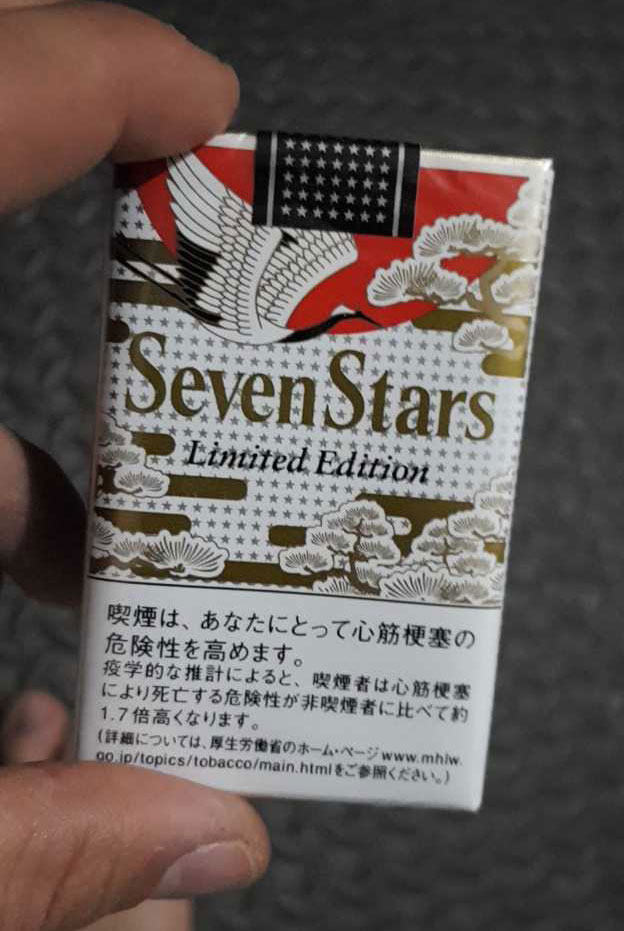 Seven Stars
Limited Edition
喫煙は、あなたにとって心筋梗塞の
危険性を高めます。
疫学的な推計によると、喫煙者は心筋梗塞
により死亡する危険性が非喫煙者に比べて約
1.7倍高くなります。
(詳細については、厚生労働省のホーム・ページwww.mhlw.
go.jp/topics/tobacco/main.htmlをご参照ください。)